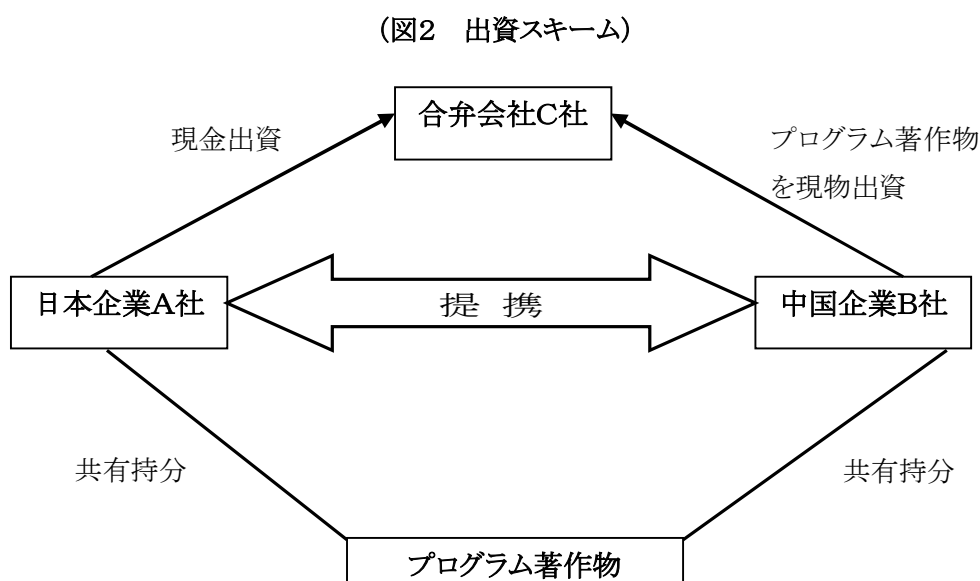 (図2　出資スキーム)
合弁会社C社
現金出資
プログラム著作物
を現物出資
日本企業A社
提 携
中国企業B社
共有持分
共有持分
プログラム著作物